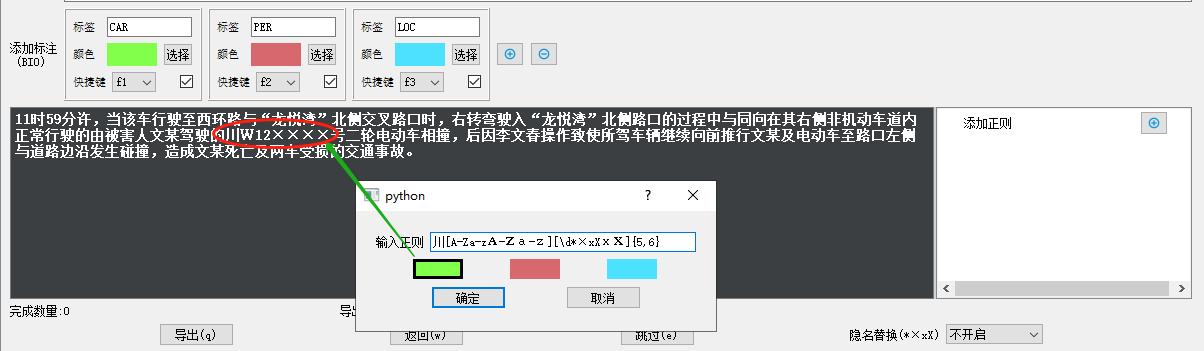 标签 CAR 标签 PER 标签 LOC
添加标注
(BIO)
颜色 选择 颜色 选择 颜色 选择
快捷键 f1 快捷键 f2 快捷键 f3
11时59分许，当该车行驶至西环路与“龙悦湾”北侧交叉路口时，右转驾驶入“龙悦湾”北侧路口的过程中与同向在其右侧非机动车道内
正常行驶的由被害人文某驾驶的川W12××××号二轮电动车相撞，后因李文春操作致使所驾车辆继续向前推行文某及电动车至路口左侧
与道路边沿发生碰撞，造成文某死亡及两车受损的交通事故。
添加正则
python ?
输入正则 川[A-Za-zＡ-Ｚａ-ｚ][\d*×xXｘＸ]{5,6}
确定 取消
完成数量:0 导出
导出(q) 返回(w) 跳过(e) 隐名替换(*×xX) 不开启